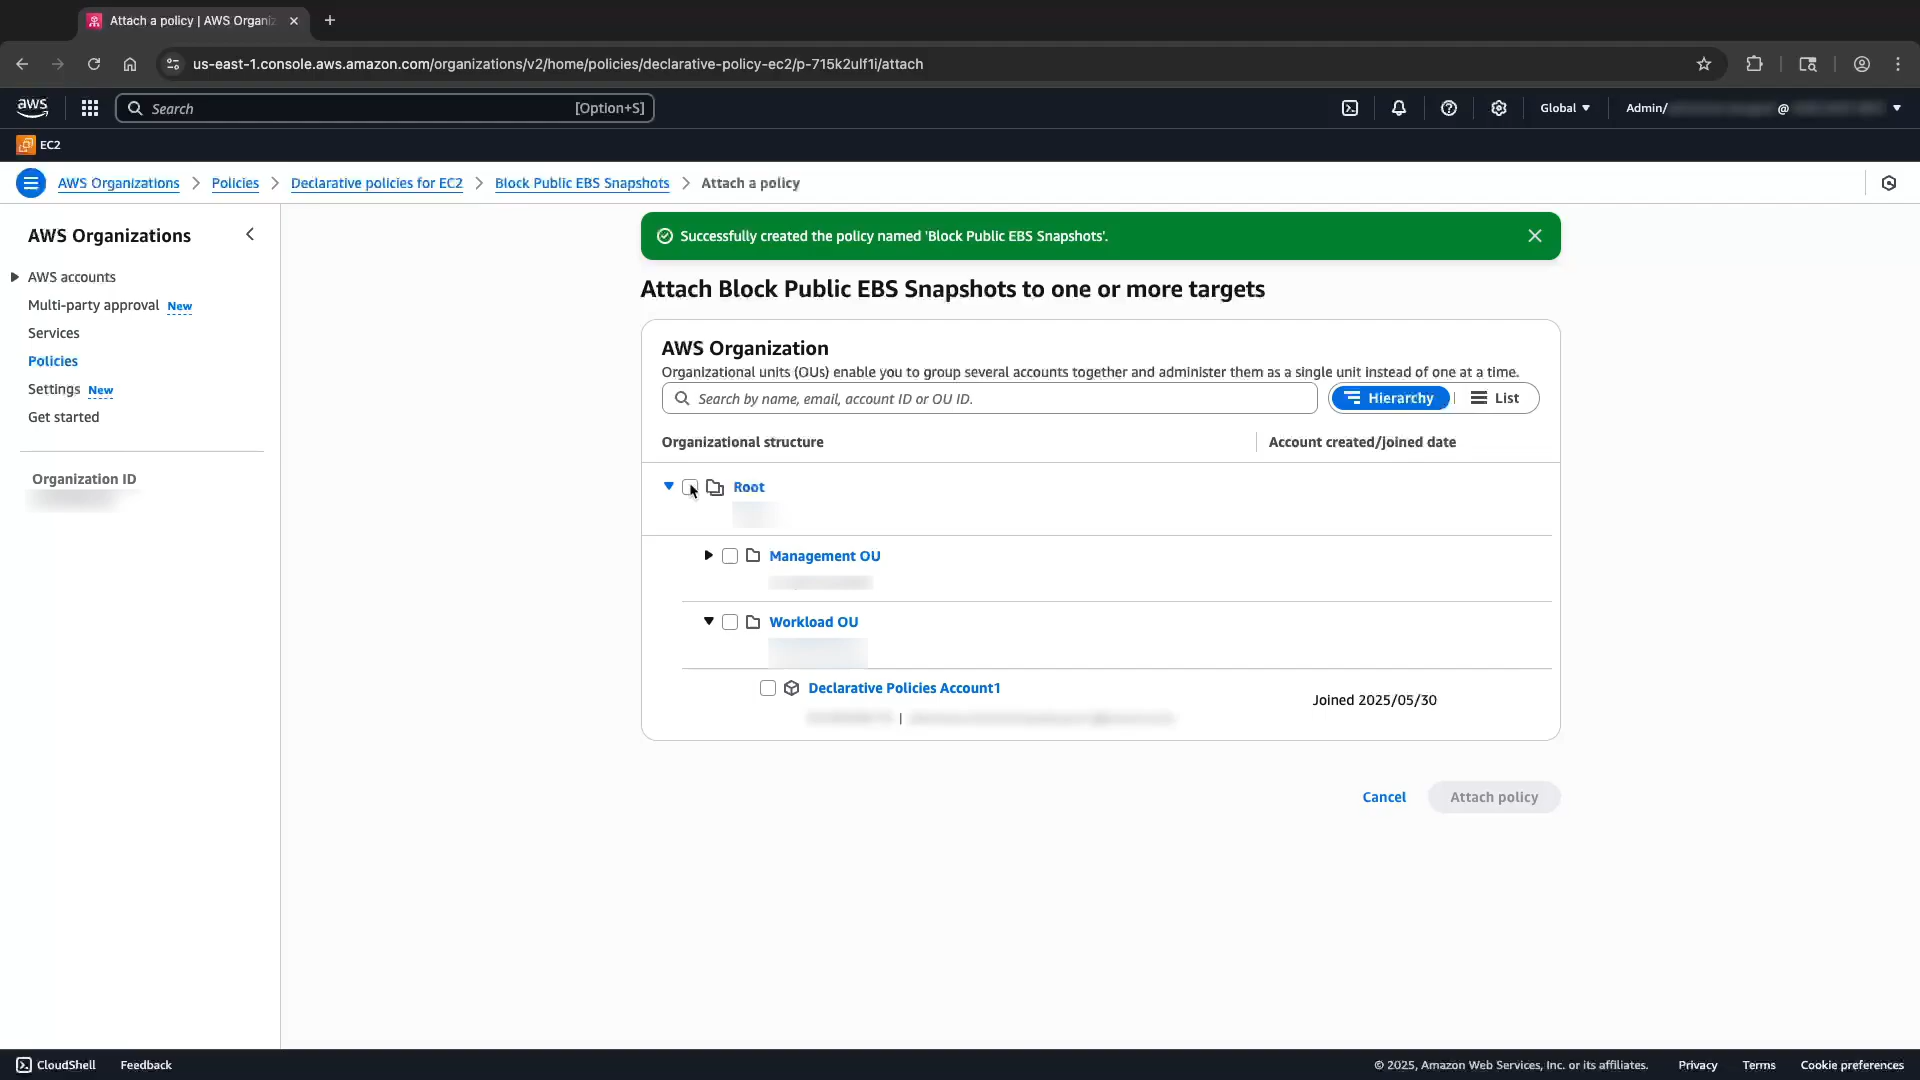 Attach a policy | AWS Organiz
us-east-1.console.aws.amazon.com/organizations/v2/home/policies/declarative-policy-ec2/p-715k2ulf1i/attach
aws
Search
[Option+S]
Global
Admin/
@
EC2
AWS Organizations
Policies
Declarative policies for EC2
Block Public EBS Snapshots
Attach a policy
AWS Organizations
AWS accounts
Multi-party approval New
Services
Policies
Settings New
Get started
Organization ID
Successfully created the policy named 'Block Public EBS Snapshots'.
Attach Block Public EBS Snapshots to one or more targets
AWS Organization
Organizational units (OUs) enable you to group several accounts together and administer them as a single unit instead of one at a time.
Search by name, email, account ID or OU ID.
Hierarchy
List
Organizational structure
Account created/joined date
Root
Management OU
Workload OU
Declarative Policies Account1
Joined 2025/05/30
|
Cancel
Attach policy
CloudShell
Feedback
© 2025, Amazon Web Services, Inc. or its affiliates.
Privacy
Terms
Cookie preferences